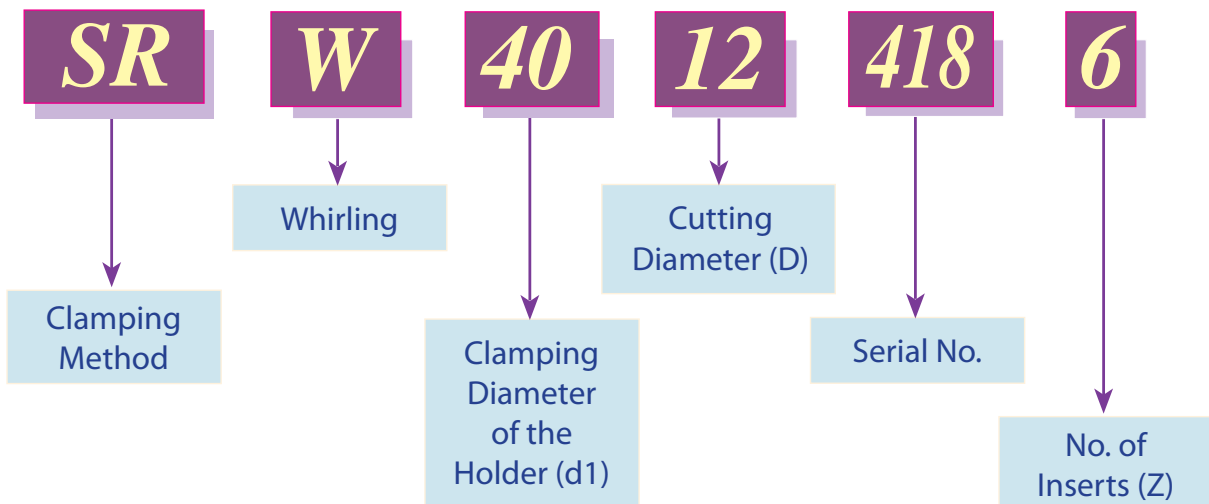 SR W 40 12 418 6
Whirling
Cutting
Diameter (D)
Clamping
Method
Clamping
Diameter
of the
Holder (d1)
Serial No.
No. of
Inserts (Z)